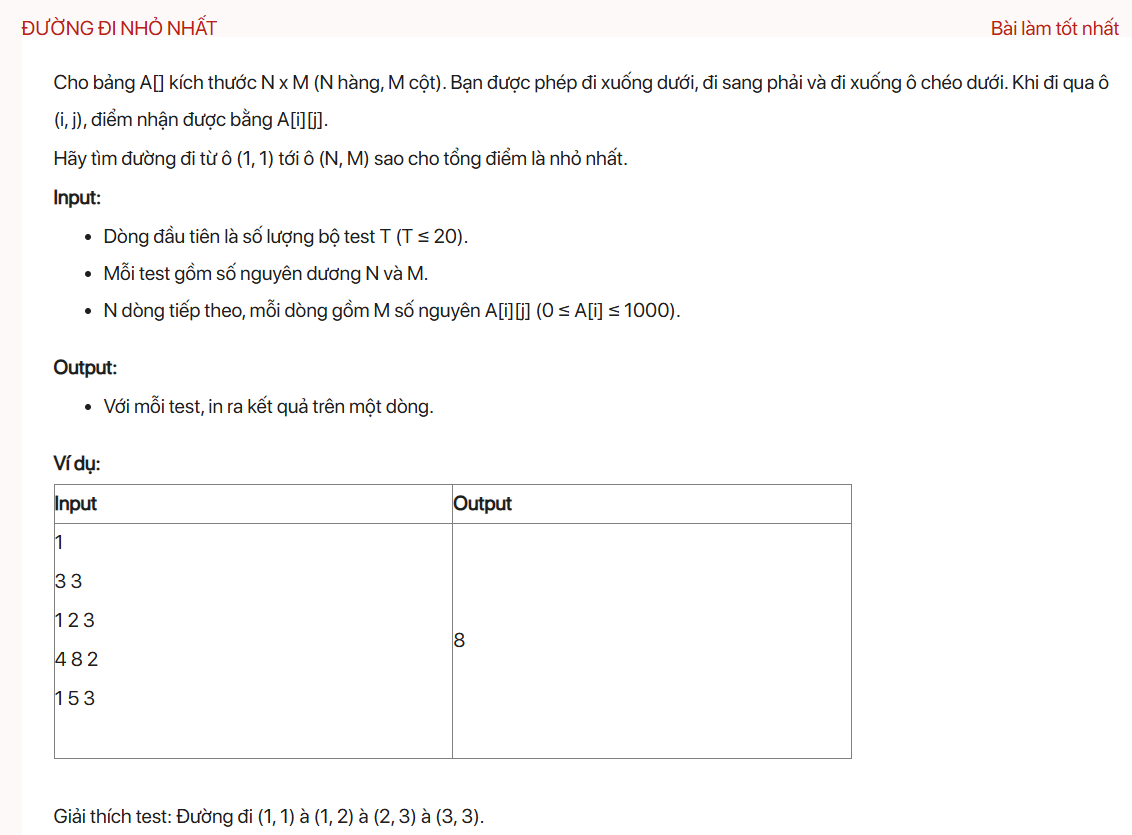 ĐƯỜNG ĐI NHỎ NHẤT
Bài làm tốt nhất
Cho bảng A[] kích thước N x M (N hàng, M cột). Bạn được phép đi xuống dưới, đi sang phải và đi xuống ô chéo dưới. Khi đi qua ô
(i, j), điểm nhận được bằng A[i][j].
Hãy tìm đường đi từ ô (1, 1) tới ô (N, M) sao cho tổng điểm là nhỏ nhất.
Input:
• Dòng đầu tiên là số lượng bộ test T (T ≤ 20).
• Mỗi test gồm số nguyên dương N và M.
• N dòng tiếp theo, mỗi dòng gồm M số nguyên A[i][j] (0 ≤ A[i] ≤ 1000).
Output:
• Với mỗi test, in ra kết quả trên một dòng.
Ví dụ:
Input
Output
1
3 3
1 2 3
4 8 2
1 5 3
8
Giải thích test: Đường đi (1, 1) à (1, 2) à (2, 3) à (3, 3).